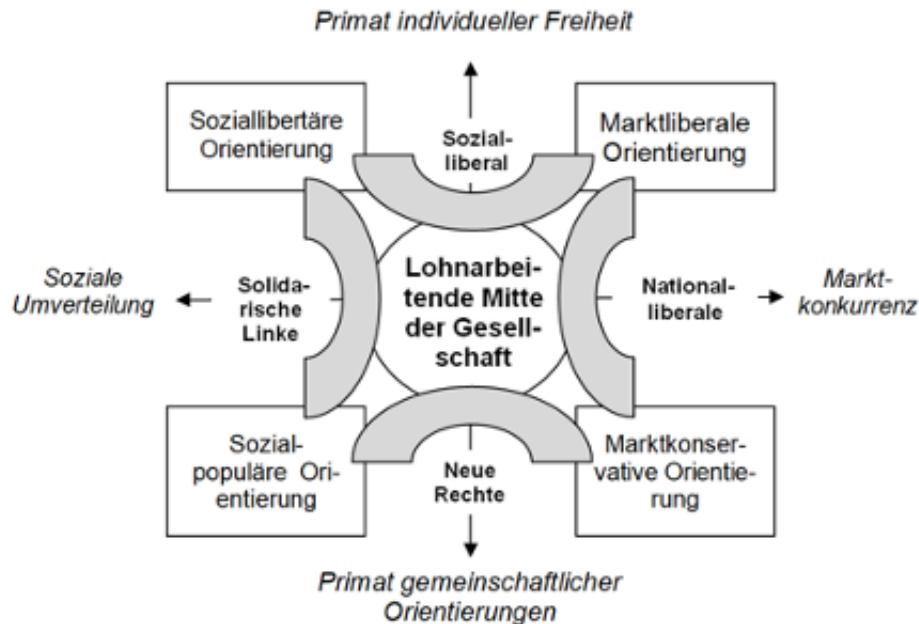 Primat individueller Freiheit
Soziallibertäre
Orientierung
Sozial-
liberal
Marktliberale
Orientierung
Soziale
Umverteilung
Solida-
rische
Linke
Lohnarbei-
tende Mitte
der Gesell-
schaft
National-
liberale
Markt-
konkurrenz
Sozial-
populäre Ori-
entierung
Neue
Rechte
Marktkonser-
vative Orientie-
rung
Primat gemeinschaftlicher
Orientierungen